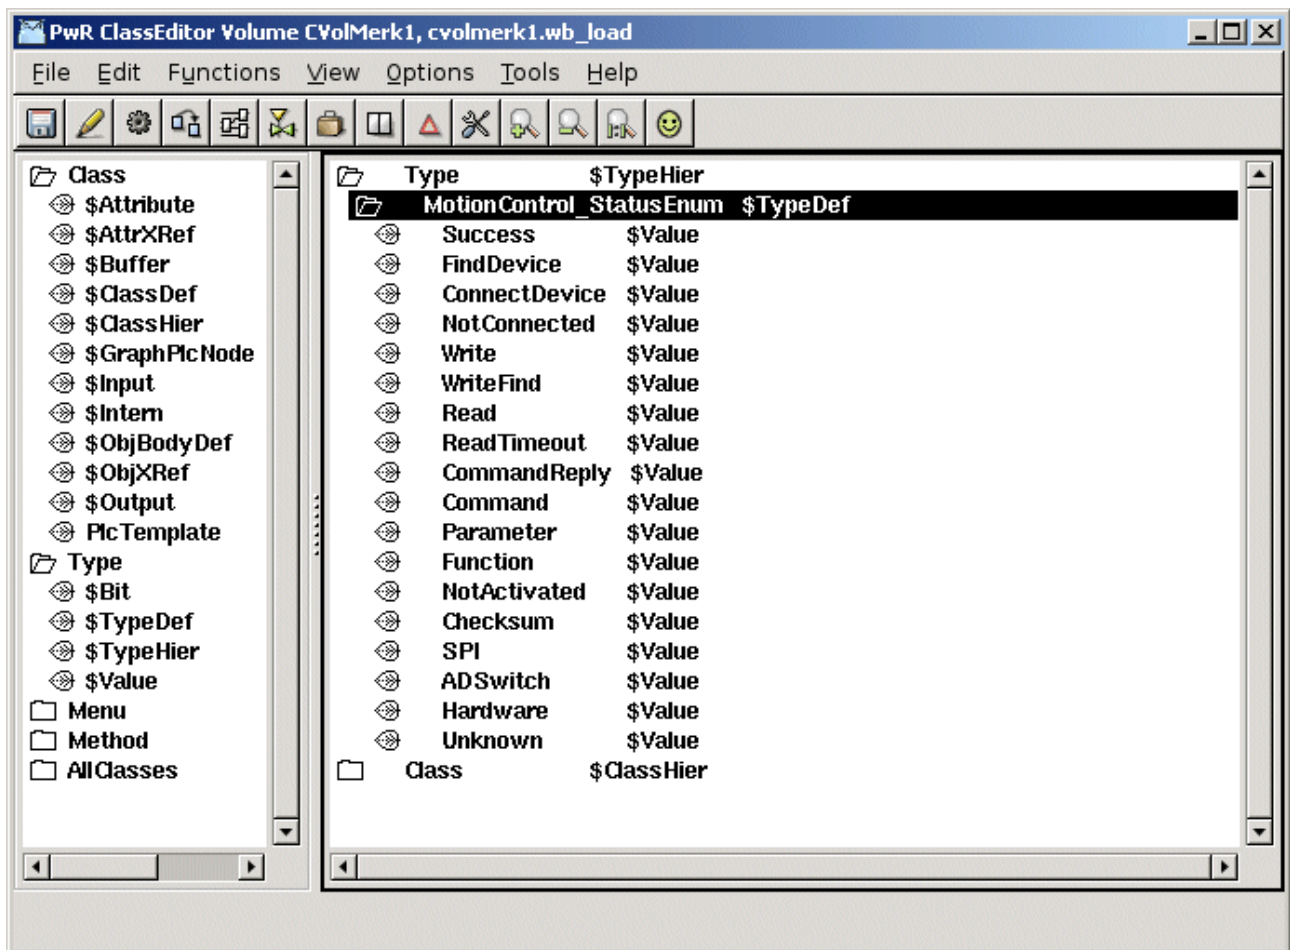 PwR ClassEditor Volume CVolMerk1, cvolmerk1.wb_load
File Edit Functions View Options Tools Help
Class
$Attribute
$AttrXRef
$Buffer
$ClassDef
$ClassHier
$GraphPlcNode
$Input
$Intern
$ObjBodyDef
$ObjXRef
$Output
PlcTemplate
Type
$Bit
$TypeDef
$TypeHier
$Value
Menu
Method
AllClasses
Type $TypeHier
MotionControl_StatusEnum $TypeDef
Success $Value
FindDevice $Value
ConnectDevice $Value
NotConnected $Value
Write $Value
WriteFind $Value
Read $Value
ReadTimeout $Value
CommandReply $Value
Command $Value
Parameter $Value
Function $Value
NotActivated $Value
Checksum $Value
SPI $Value
ADSwitch $Value
Hardware $Value
Unknown $Value
Class $ClassHier